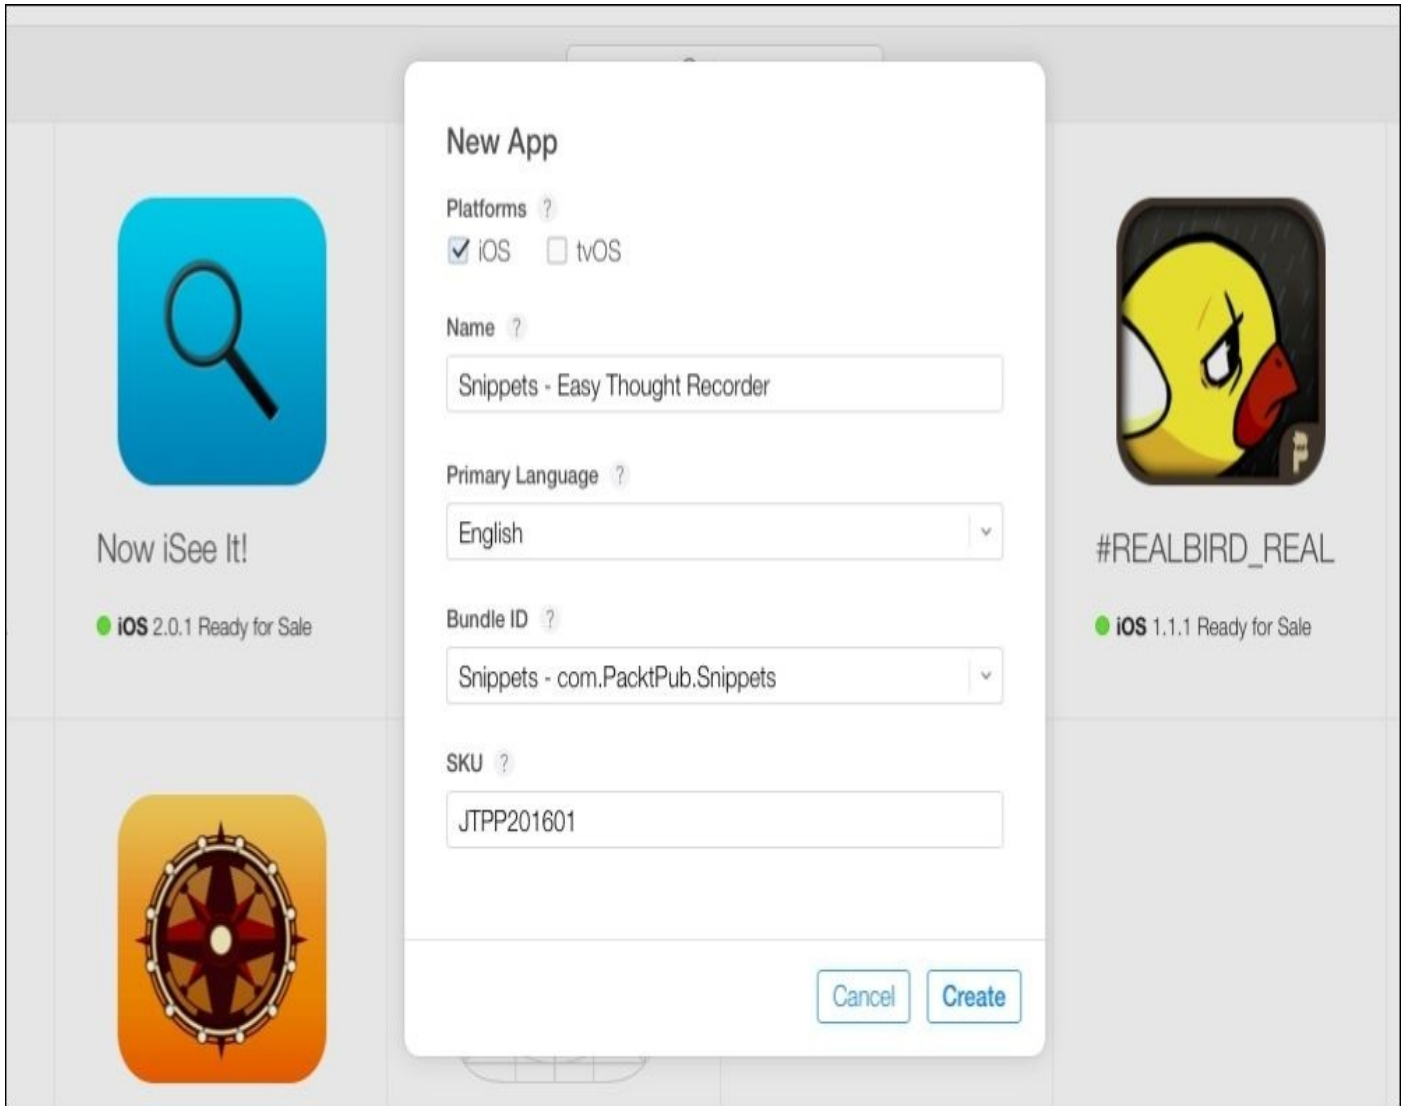 New App
Platforms ?
iOS tvOS
Name ?
Snippets - Easy Thought Recorder
Primary Language ?
English
Bundle ID ?
Snippets - com.PacktPub.Snippets
SKU ?
JTPP201601
Cancel Create
Now iSee It!
iOS 2.0.1 Ready for Sale
#REALBIRD_REAL
iOS 1.1.1 Ready for Sale